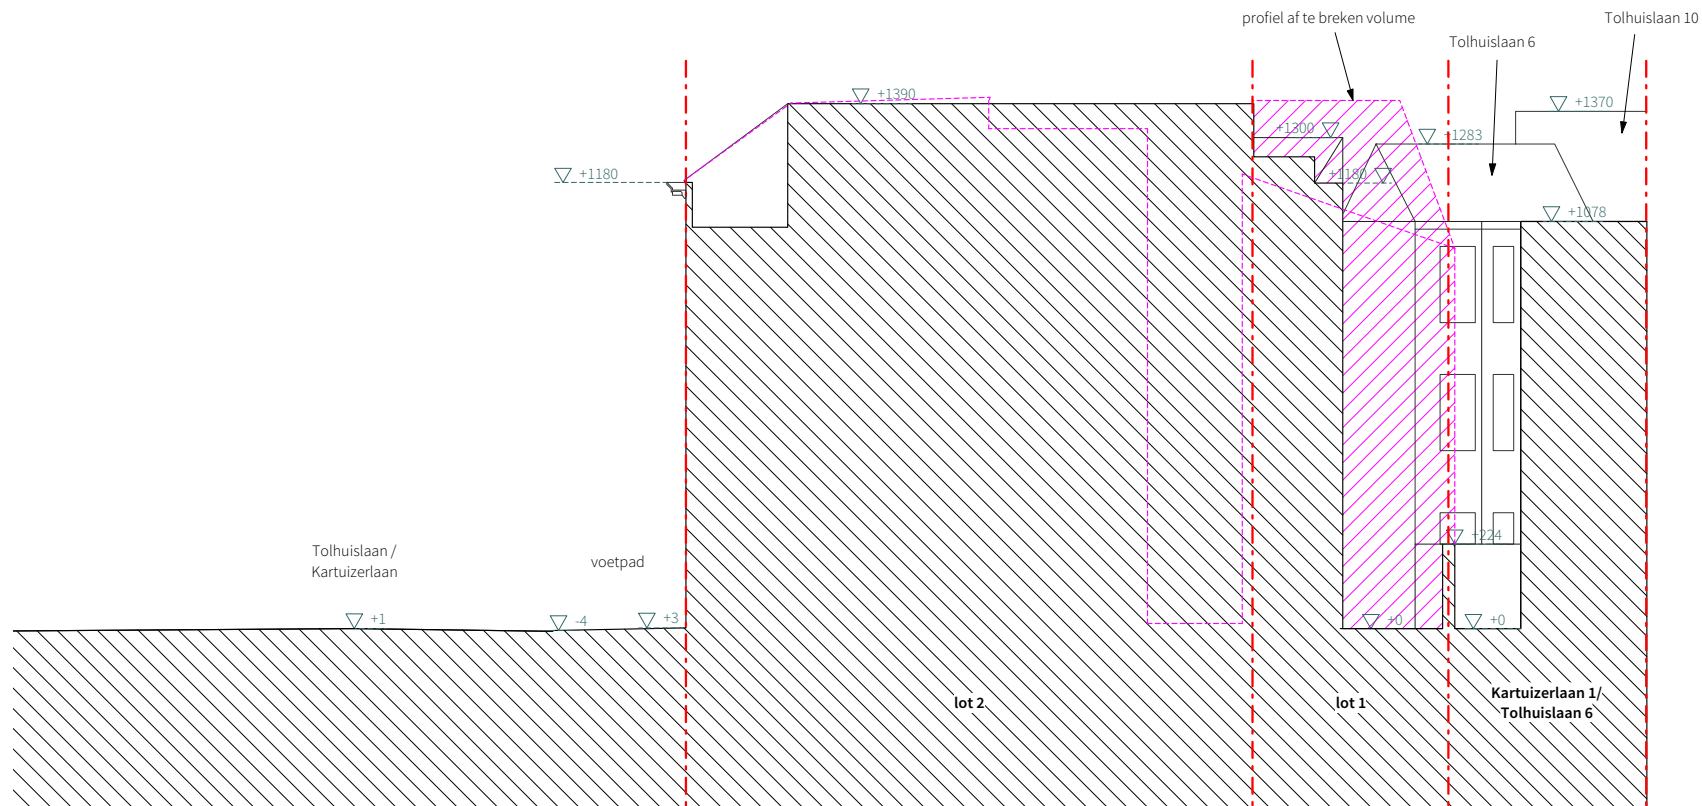 profiel af te breken volume
Tolhuislaan 10
Tolhuislaan 6
+1390
+1370
+1300
+1283
+1180
+1180
+1078
+224
Tolhuislaan /
Kartuizerlaan
voetpad
+1
-4
+3
+0
+0
lot 2
lot 1
Kartuizerlaan 1/
Tolhuislaan 6